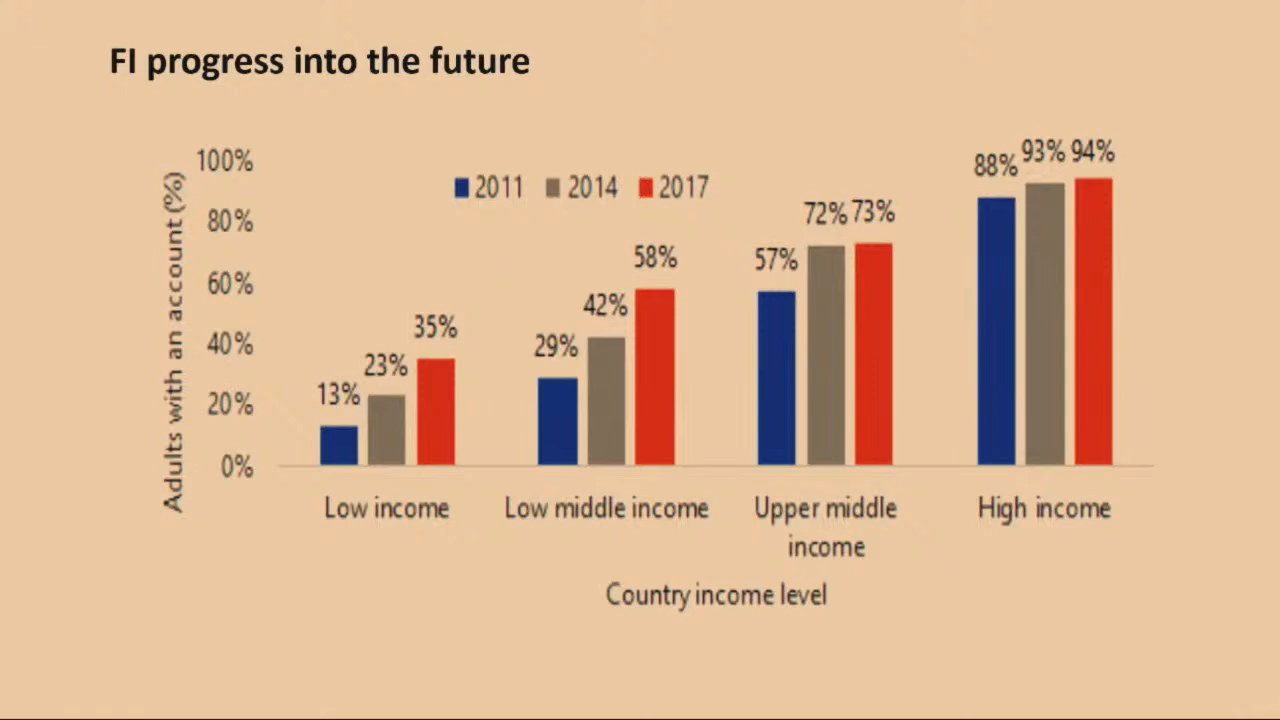 FI progress into the future
Adults with an account (%)
100%
80%
60%
40%
20%
0%
2011 2014 2017
13% 23% 35%
29% 42% 58%
57% 72% 73%
88% 93% 94%
Low income
Low middle income
Upper middle
income
High income
Country income level